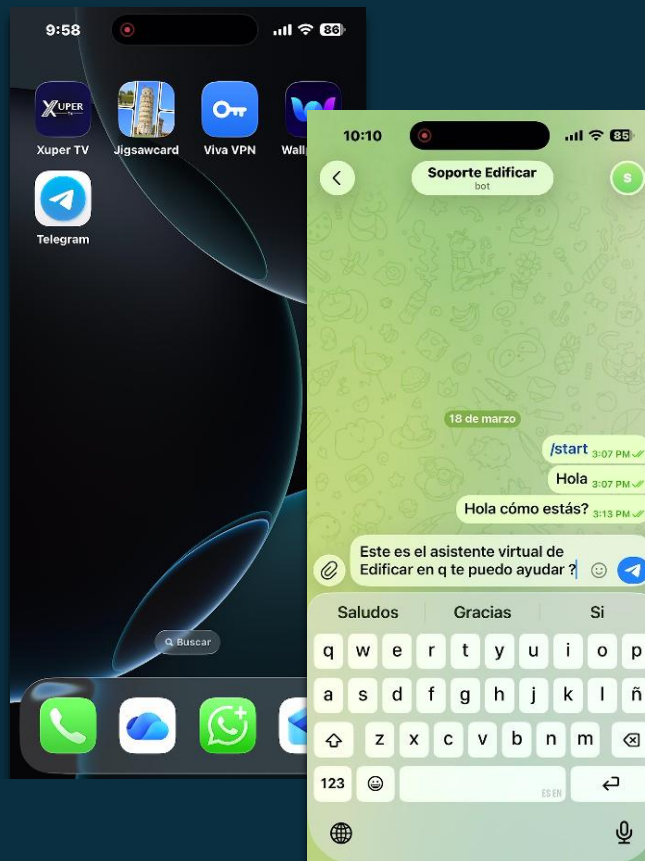 9:58
86
XUPER
TV
Xuper TV
Jigsawcard
Viva VPN
Wall
Telegram
Buscar
10:10
85
Soporte Edificar
bot
S
18 de marzo
/start 3:07 PM
Hola 3:07 PM
Hola cómo estás? 3:13 PM
Este es el asistente virtual de
Edificar en q te puedo ayudar ?
Saludos Gracias Si
q w e r t y u i o p
a s d f g h j k l ñ
z x c v b n m
123
ES EN